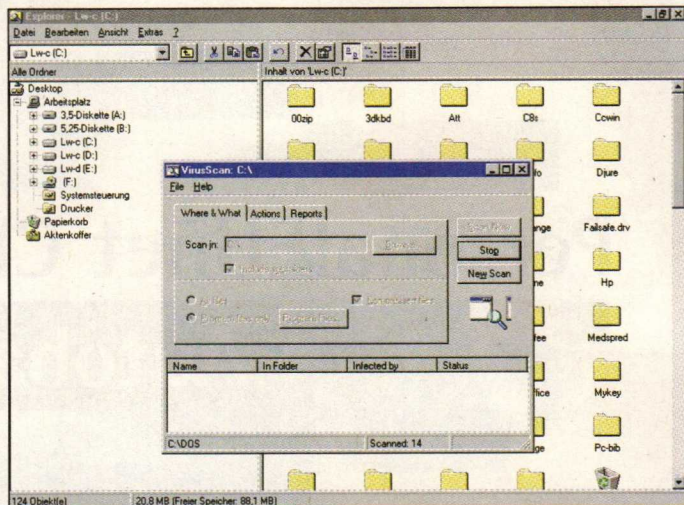 Explorer - Lw-c (C:)
Datei Bearbeiten Ansicht Extras ?
Lw-c (C:)
Alle Ordner
Inhalt von 'Lw-c (C:)'
Desktop
Arbeitsplatz
3,5-Diskette (A:)
5,25-Diskette (B:)
Lw-c (C:)
Lw-c (D:)
Lw-d (E:)
(F:)
Systemsteuerung
Drucker
Papierkorb
Aktenkoffer
00zip 3dkbd Att C8s Ccwin
Djure
Failsafe.drv
Hp
Medspred
Mykey
Pc-bib
VirusScan: C:\
File Help
Where & What Actions Reports
Scan in:
Scan Now
Stop
New Scan
Name In Folder Infected by Status
C:\DOS Scanned: 14
124 Objekt(e) 20,8 MB (Freier Speicher: 88,1 MB)